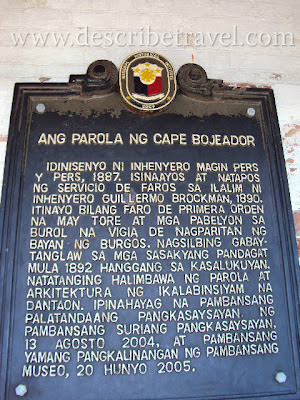 www.describetravel.com
ANG PAROLA NG CAPE BOJEADOR
IDINISENYO NI INHENYERO MAGIN PERS
Y PERS, 1887. ISINAAYOS AT NATAPOS
NG SERVICIO DE FAROS SA ILALIM NI
INHENYERO GUILLERMO BROCKMAN, 1890.
ITINAYO BILANG FARO DE PRIMERA ORDEN
NA MAY TORE AT MGA PABELYON SA
BUROL NA VIGIA DE NAGPARITAN NG
BAYAN NG BURGOS. NAGSILBING GABAY-
TANGLAW SA MGA SASAKYANG PANDAGAT
MULA 1892 HANGGANG SA KASALUKUYAN.
NATATANGING HALIMBAWA NG PAROLA AT
ARKITEKTURA NG IKALABINSIYAM NA
DANTAON. IPINAHAYAG NA PAMBANSANG
PALATANDAANG PANGKASAYSAYAN NG
PAMBANSANG SURIANG PANGKASAYSAYAN,
13 AGOSTO 2004, AT PAMBANSANG
YAMANG PANGKALINANGAN NG PAMBANSANG
MUSEO, 20 HUNYO 2005.